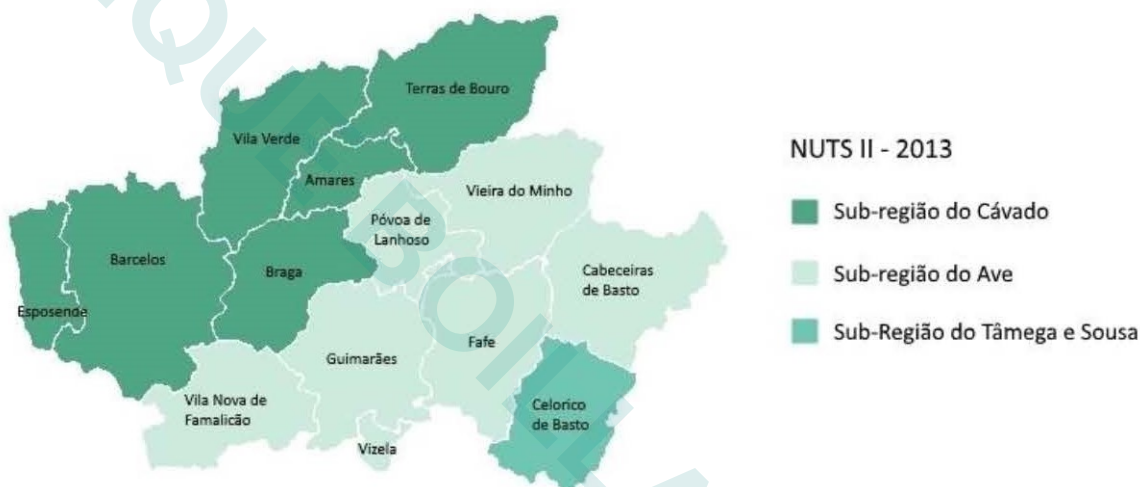 Terras de Bouro
Vila Verde
Amares
Vieira do Minho
Póvoa de
Lanhoso
Barcelos
Braga
Cabeceiras
de Basto
Esposende
Guimarães
Fafe
Vila Nova de
Famalicão
Celorico
de Basto
Vizela
NUTS II - 2013
Sub-região do Cávado
Sub-região do Ave
Sub-Região do Tâmega e Sousa